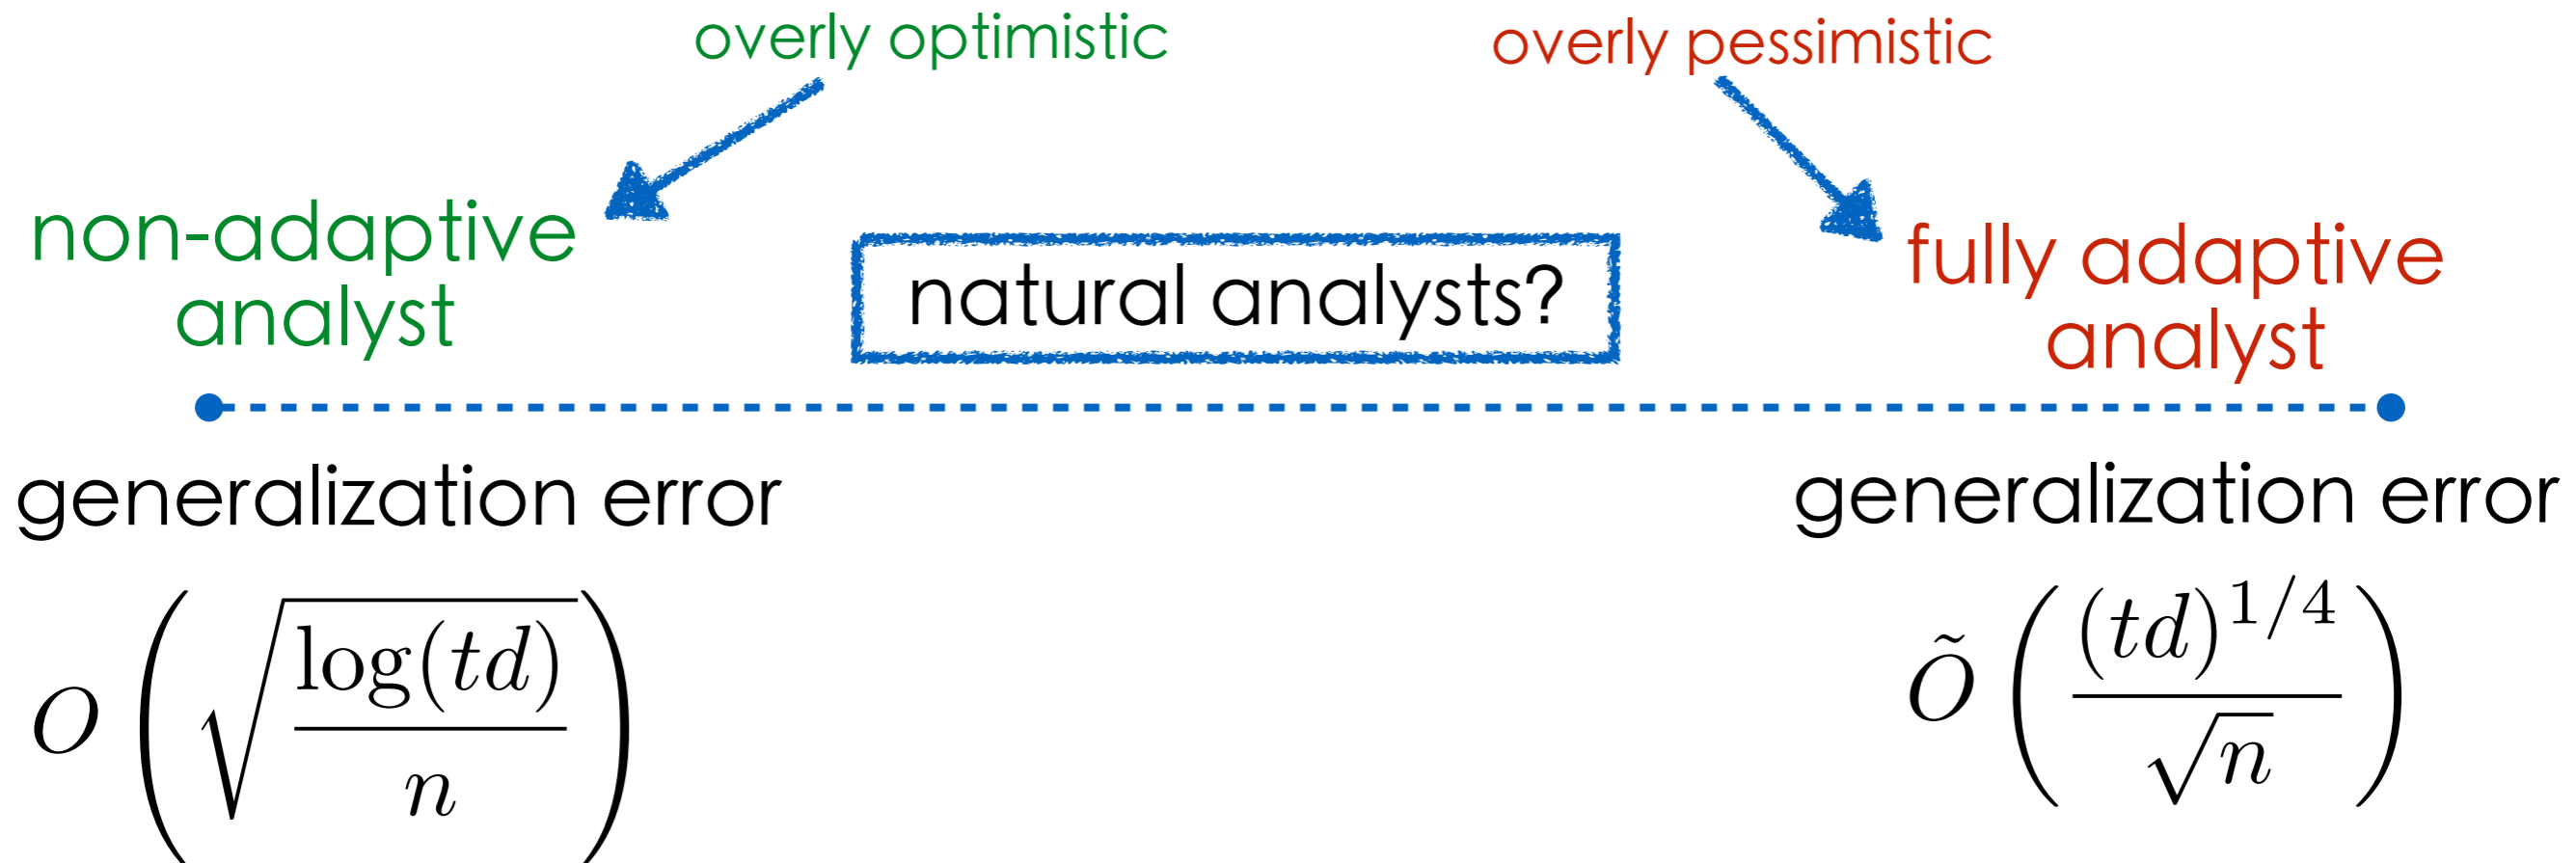 overly optimistic
overly pessimistic
non-adaptive
analyst
natural analysts?
fully adaptive
analyst
generalization error
generalization error
O(√(log(td)/n))
Õ((td)^{1/4}/√n)